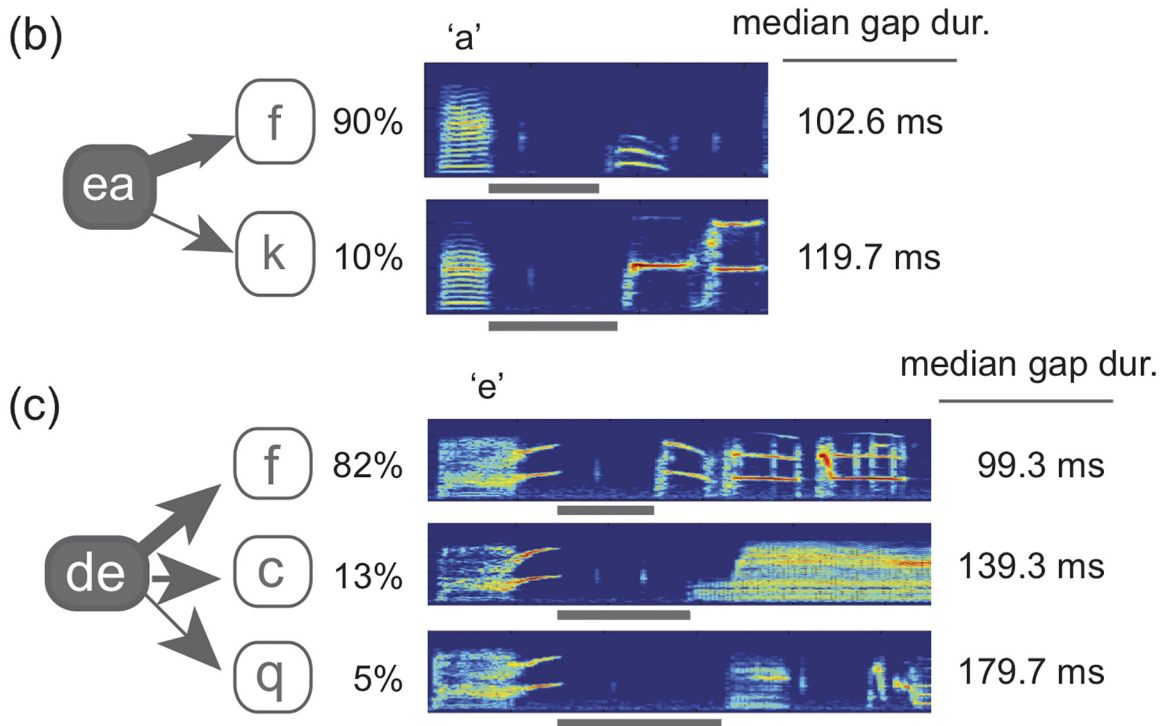 (b)
‘a’
median gap dur.
ea
f
90%
102.6 ms
k
10%
119.7 ms
(c)
‘e’
median gap dur.
de
f
82%
99.3 ms
c
13%
139.3 ms
q
5%
179.7 ms